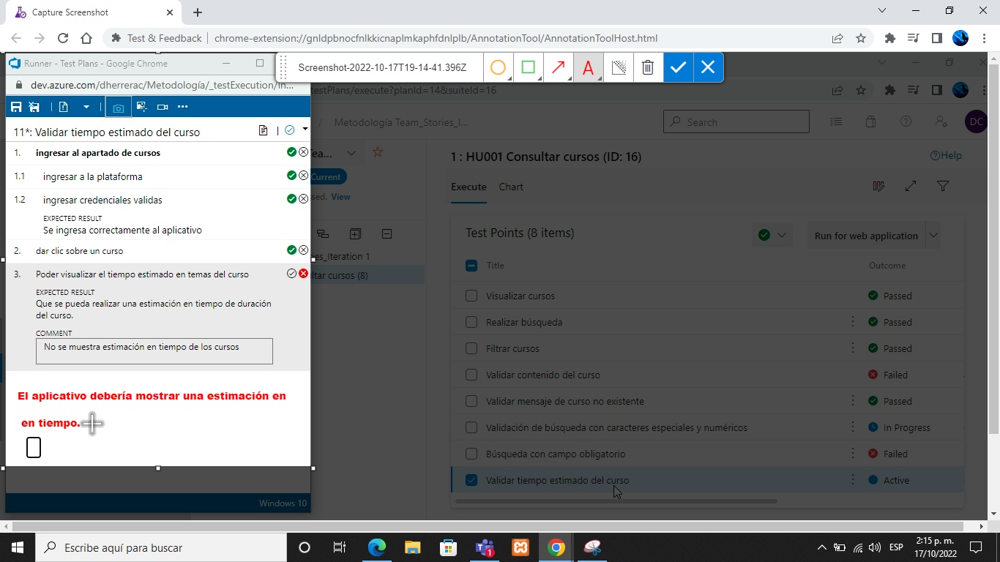 Capture Screenshot
Test & Feedback
chrome-extension://gnldpbnocfnlkkicnaplmkaphfdnlplb/AnnotationTool/AnnotationToolHost.html
Runner - Test Plans - Google Chrome
Screenshot-2022-10-17T19-14-41.396Z
A
dev.azure.com/dherrerac/Metodología/_testExecution/In...
testPlans/execute?planId=14&suiteId=16
/ Metodología Team_Stories_I...
Search
DC
11*: Validar tiempo estimado del curso
1. ingresar al apartado de cursos
1.1 ingresar a la plataforma
1.2 ingresar credenciales validas
EXPECTED RESULT
Se ingresa correctamente al aplicativo
2. dar clic sobre un curso
3. Poder visualizar el tiempo estimado en temas del curso
EXPECTED RESULT
Que se pueda realizar una estimación en tiempo de duración
del curso.
COMMENT
No se muestra estimación en tiempo de los cursos
El aplicativo debería mostrar una estimación en
en tiempo.
Windows 10
Tea...
Current
sed. View
ies_Iteration 1
ltar cursos (8)
1 : HU001 Consultar cursos (ID: 16)
Help
Execute Chart
Test Points (8 items)
Run for web application
Title Outcome
Visualizar cursos Passed
Realizar búsqueda Passed
Filtrar cursos Passed
Validar contenido del curso Failed
Validar mensaje de curso no existente Passed
Validación de búsqueda con caracteres especiales y numéricos In Progress
Búsqueda con campo obligatorio Failed
Validar tiempo estimado del curso Active
Escribe aquí para buscar
1
ESP
2:15 p. m.
17/10/2022